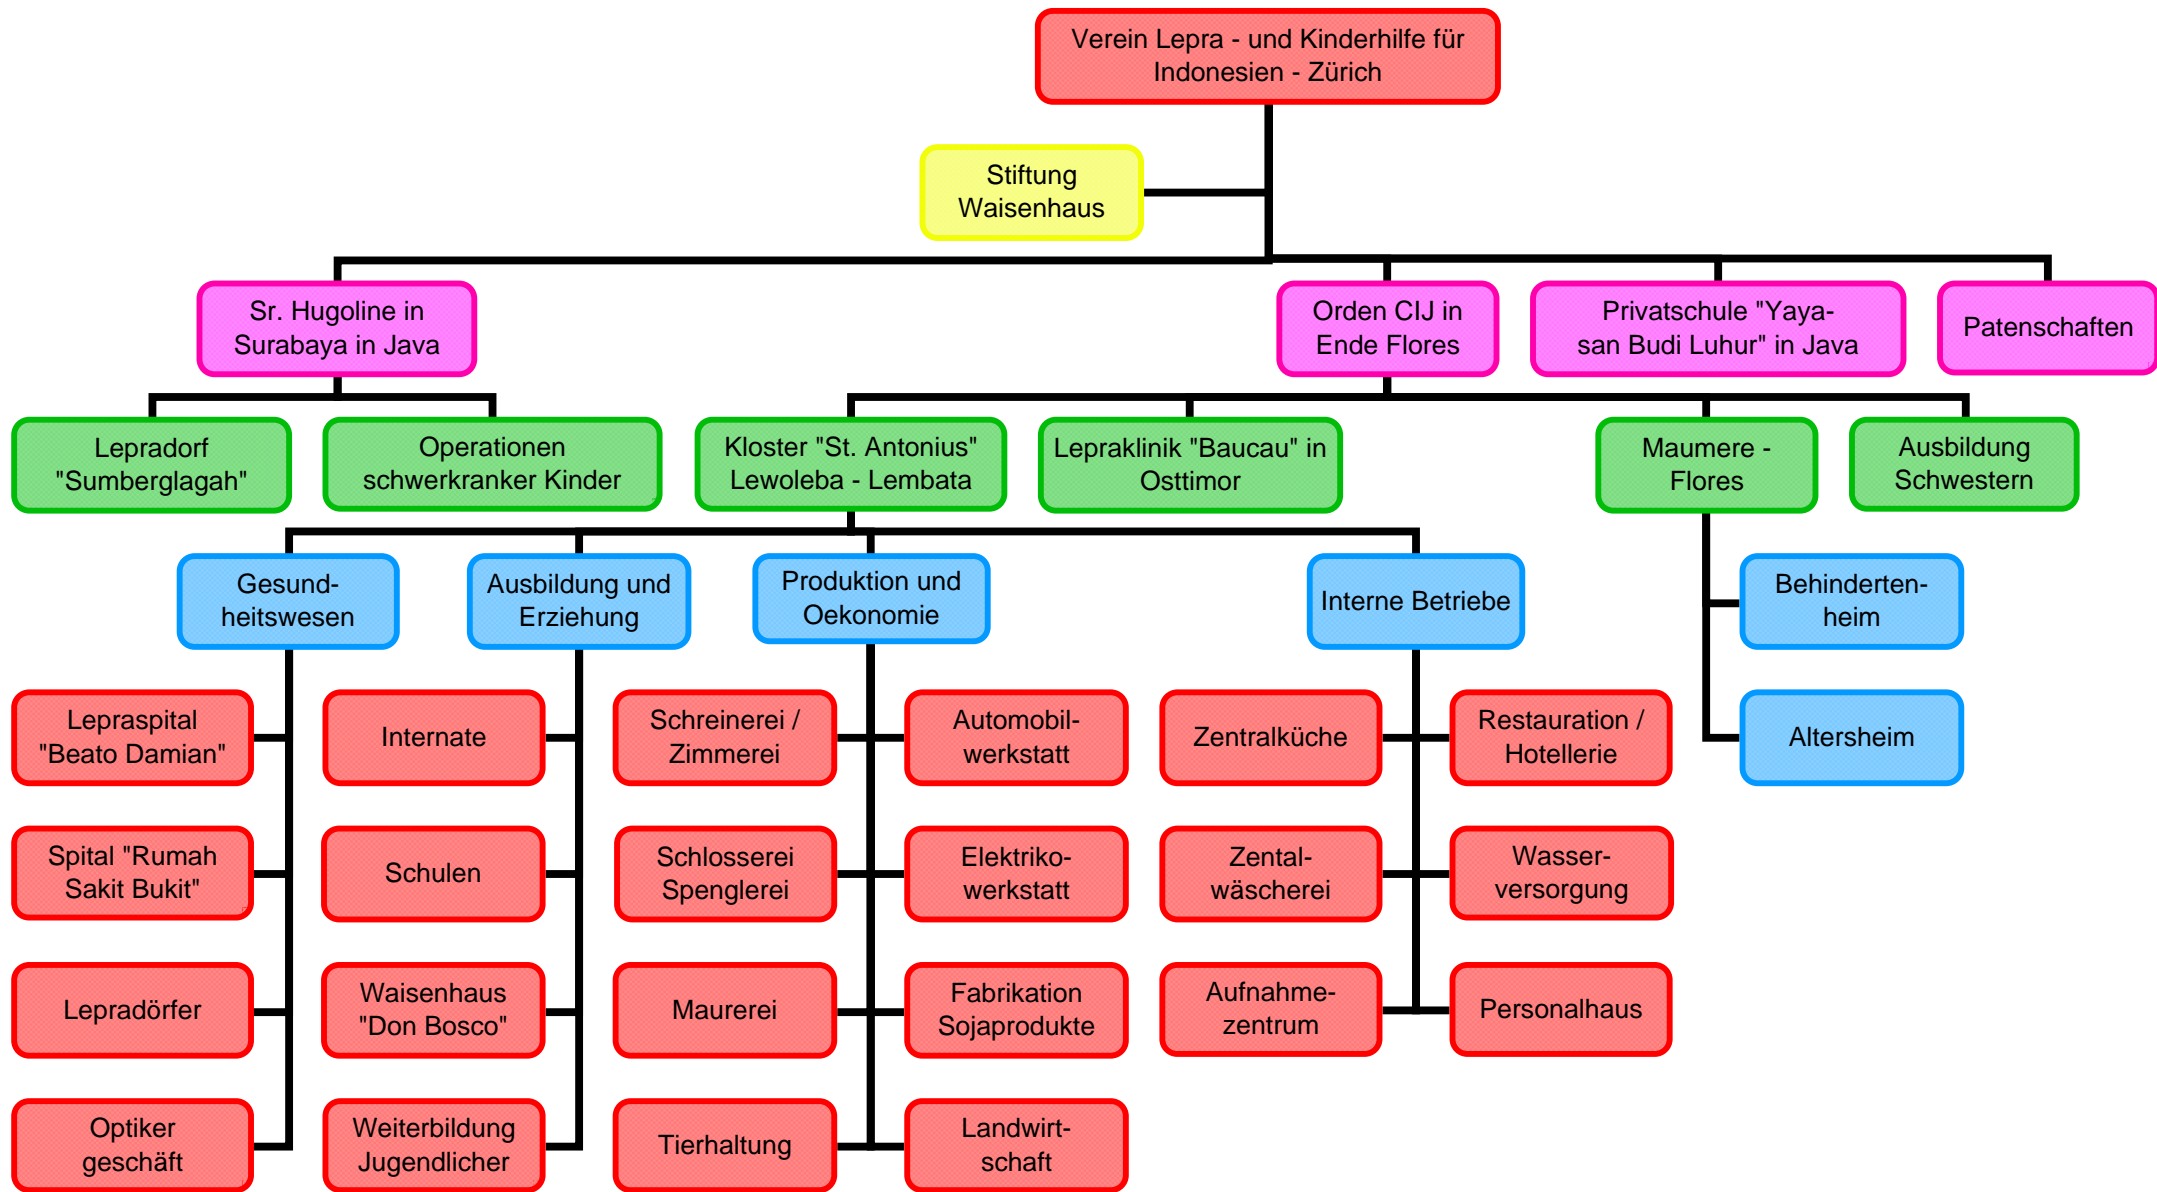 Verein Lepra - und Kinderhilfe für
Indonesien - Zürich
Stiftung
Waisenhaus
Sr. Hugoline in
Surabaya in Java
Orden CIJ in
Ende Flores
Privatschule "Yaya-
san Budi Luhur" in Java
Patenschaften
Lepradorf
"Sumberglagah"
Operationen
schwerkranker Kinder
Kloster "St. Antonius"
Lewoleba - Lembata
Lepraklinik "Baucau" in
Osttimor
Maumere -
Flores
Ausbildung
Schwestern
Gesund-
heitswesen
Ausbildung und
Erziehung
Produktion und
Oekonomie
Interne Betriebe
Behinderten-
heim
Lepraspital
"Beato Damian"
Internate
Schreinerei /
Zimmerei
Automobil-
werkstatt
Zentralküche
Restauration /
Hotellerie
Altersheim
Spital "Rumah
Sakit Bukit"
Schulen
Schlosserei
Spenglerei
Elektriko-
werkstatt
Zental-
wäscherei
Wasser-
versorgung
Lepradörfer
Waisenhaus
"Don Bosco"
Maurerei
Fabrikation
Sojaprodukte
Aufnahme-
zentrum
Personalhaus
Optiker
geschäft
Weiterbildung
Jugendlicher
Tierhaltung
Landwirt-
schaft